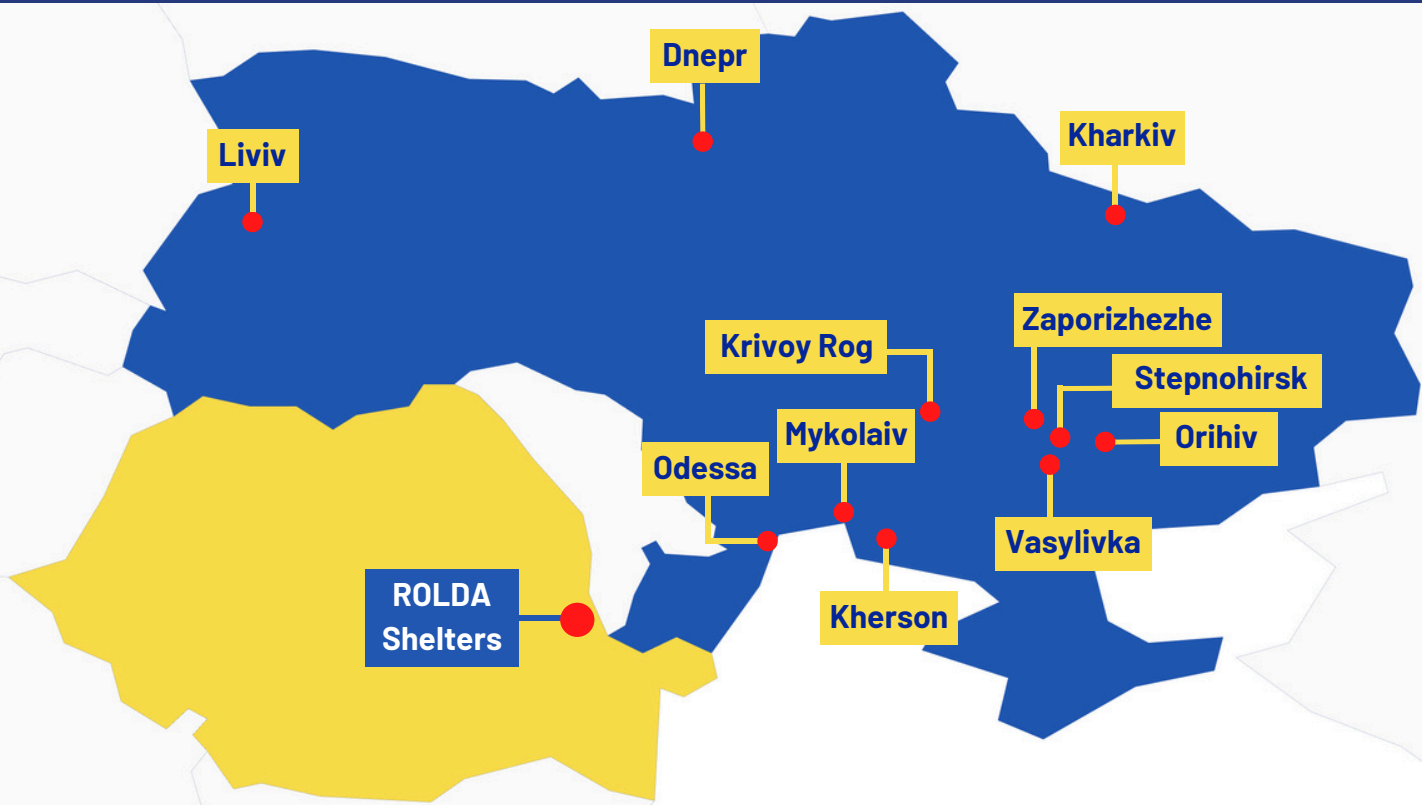 Dnepr
Kharkiv
Liviv
Zaporizhezhe
Krivoy Rog
Stepnohirsk
Mykolaiv
Orihiv
Odessa
Vasylivka
ROLDA
Shelters
Kherson